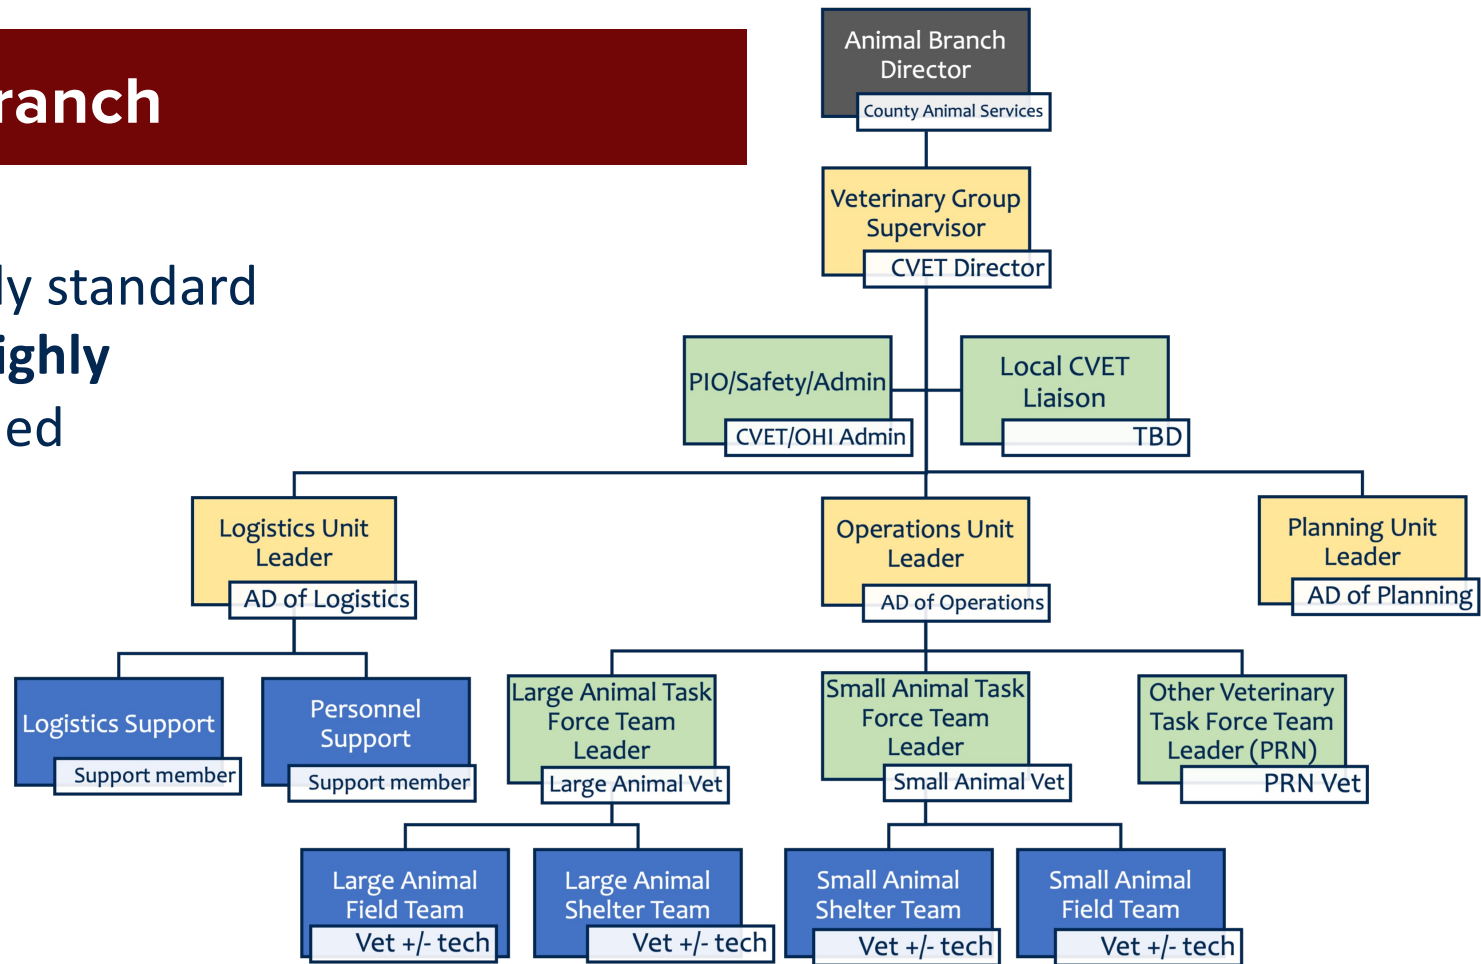 ranch
ly standard
ighly
ed
Animal Branch
Director
County Animal Services
Veterinary Group
Supervisor
CVET Director
PIO/Safety/Admin
CVET/OHI Admin
Local CVET
Liaison
TBD
Logistics Unit
Leader
AD of Logistics
Operations Unit
Leader
AD of Operations
Planning Unit
Leader
AD of Planning
Logistics Support
Support member
Personnel
Support
Support member
Large Animal Task
Force Team
Leader
Large Animal Vet
Small Animal Task
Force Team
Leader
Small Animal Vet
Other Veterinary
Task Force Team
Leader (PRN)
PRN Vet
Large Animal
Field Team
Vet +/- tech
Large Animal
Shelter Team
Vet +/- tech
Small Animal
Shelter Team
Vet +/- tech
Small Animal
Field Team
Vet +/- tech